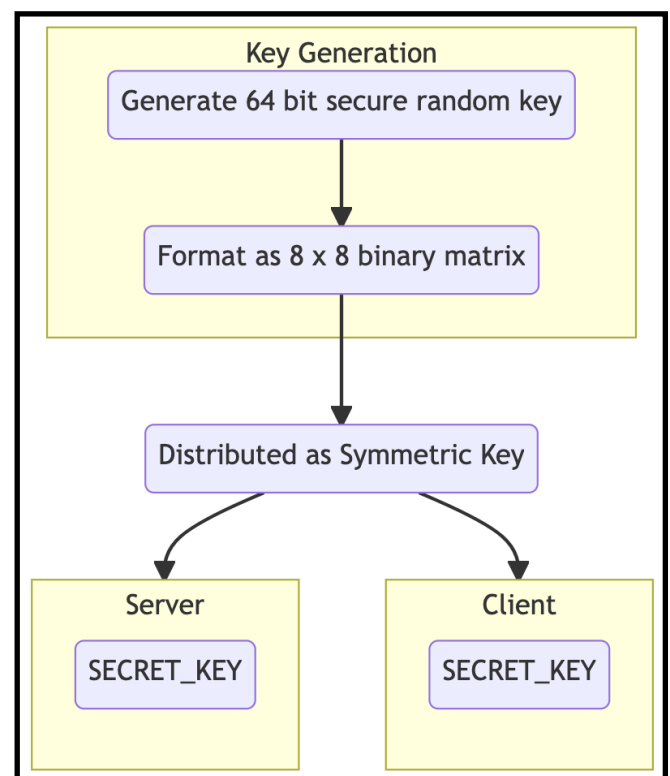 Key Generation
Generate 64 bit secure random key
Format as 8 x 8 binary matrix
Distributed as Symmetric Key
Server
SECRET_KEY
Client
SECRET_KEY